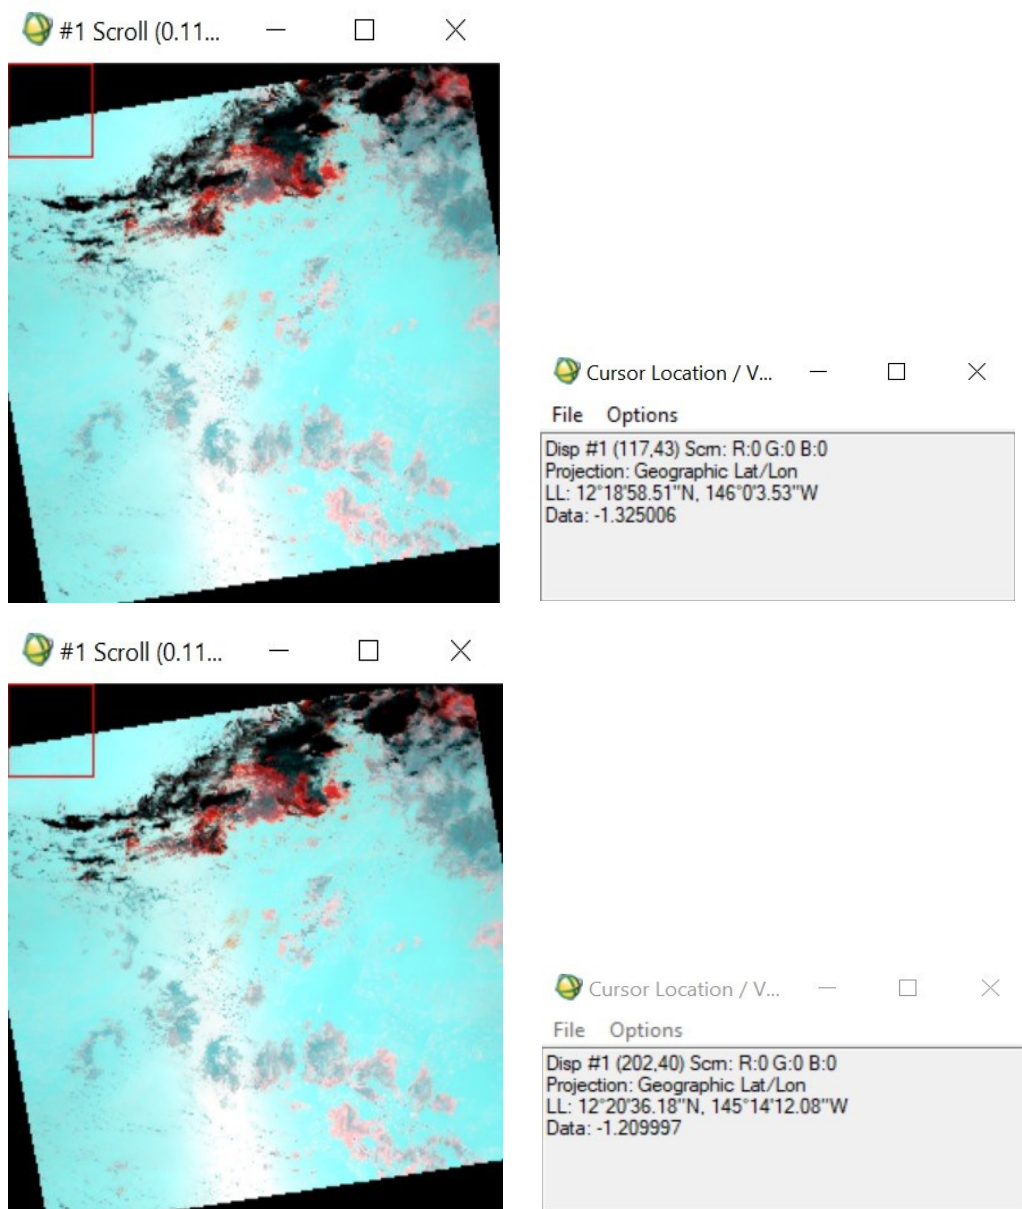 #1 Scroll (0.11...
Cursor Location / V...
File Options
Disp #1 (117,43) Scrn: R:0 G:0 B:0
Projection: Geographic Lat/Lon
LL: 12°18'58.51"N, 146°0'3.53"W
Data: -1.325006
#1 Scroll (0.11...
Cursor Location / V...
File Options
Disp #1 (202,40) Scrn: R:0 G:0 B:0
Projection: Geographic Lat/Lon
LL: 12°20'36.18"N, 145°14'12.08"W
Data: -1.209997